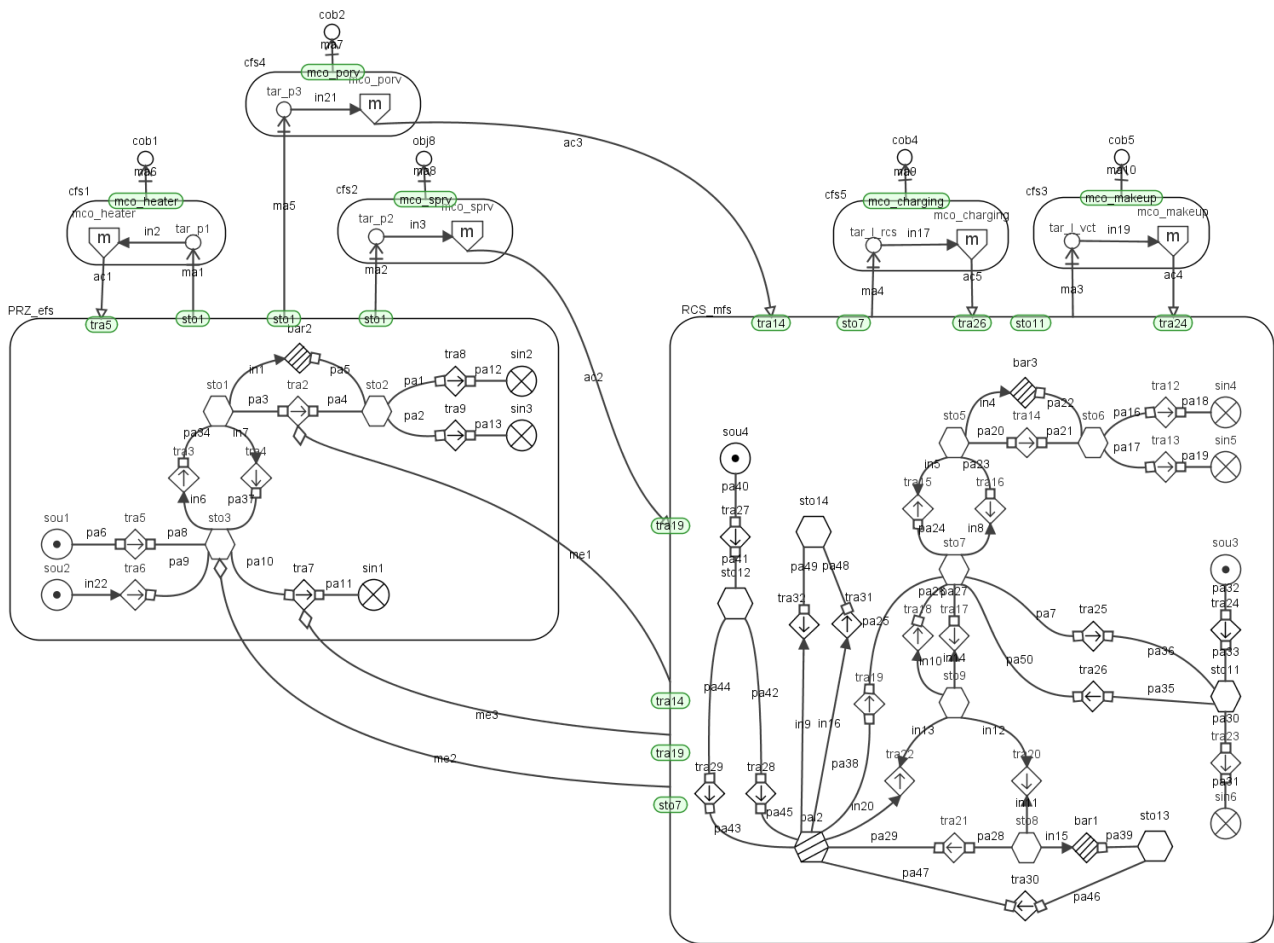 cob2
ma7
cfs4
mco_porv
mco_porv
tar_p3
in21
m
ac3
cob1
ma6
cfs1
mco_heater
mco_heater
in2
tar_p1
m
ac1
ma1
ma5
obj8
ma8
cfs2
mco_sprv
mco_sprv
tar_p2
in3
m
ma2
ac2
cob4
ma9
cfs5
mco_charging
mco_charging
tar_l_rcs
in17
m
ma4
ac5
cob5
ma10
cfs3
mco_makeup
mco_makeup
tar_l_vct
in19
m
ma3
ac4
PRZ_efs
tra5
sto1
sto1
sto1
bar2
in1
pa5
sto1
tra2
sto2
pa3
pa4
pa1
tra8
pa12
sin2
pa2
tra9
pa13
sin3
pa34
in7
tra3
tra4
in6
pa37
sto3
sou1
pa6
tra5
pa8
sou2
in22
tra6
pa9
pa10
tra7
pa11
sin1
me1
me3
me2
RCS_mfs
tra14
sto7
tra26
sto11
tra24
tra19
tra14
tra19
sto7
bar3
in4
pa22
sto5
tra14
sto6
pa20
pa21
pa16
tra12
pa18
sin4
pa17
tra13
pa19
sin5
in5
pa23
tra15
tra16
pa24
in8
sto7
sou4
pa40
tra27
pa41
sto12
sto14
pa49
pa48
tra32
tra31
pa25
tra18
pa27
tra17
in10
in14
sto9
pa7
tra25
pa36
pa50
tra26
pa35
sou3
pa32
tra24
pa33
sto11
pa30
tra23
pa31
sin6
pa44
pa42
in9
in16
tra19
pa38
in13
in12
tra22
tra20
in20
tra29
tra28
pa43
pa45
pa29
tra21
pa28
sto8
in15
bar1
pa39
sto13
pa47
tra30
pa46